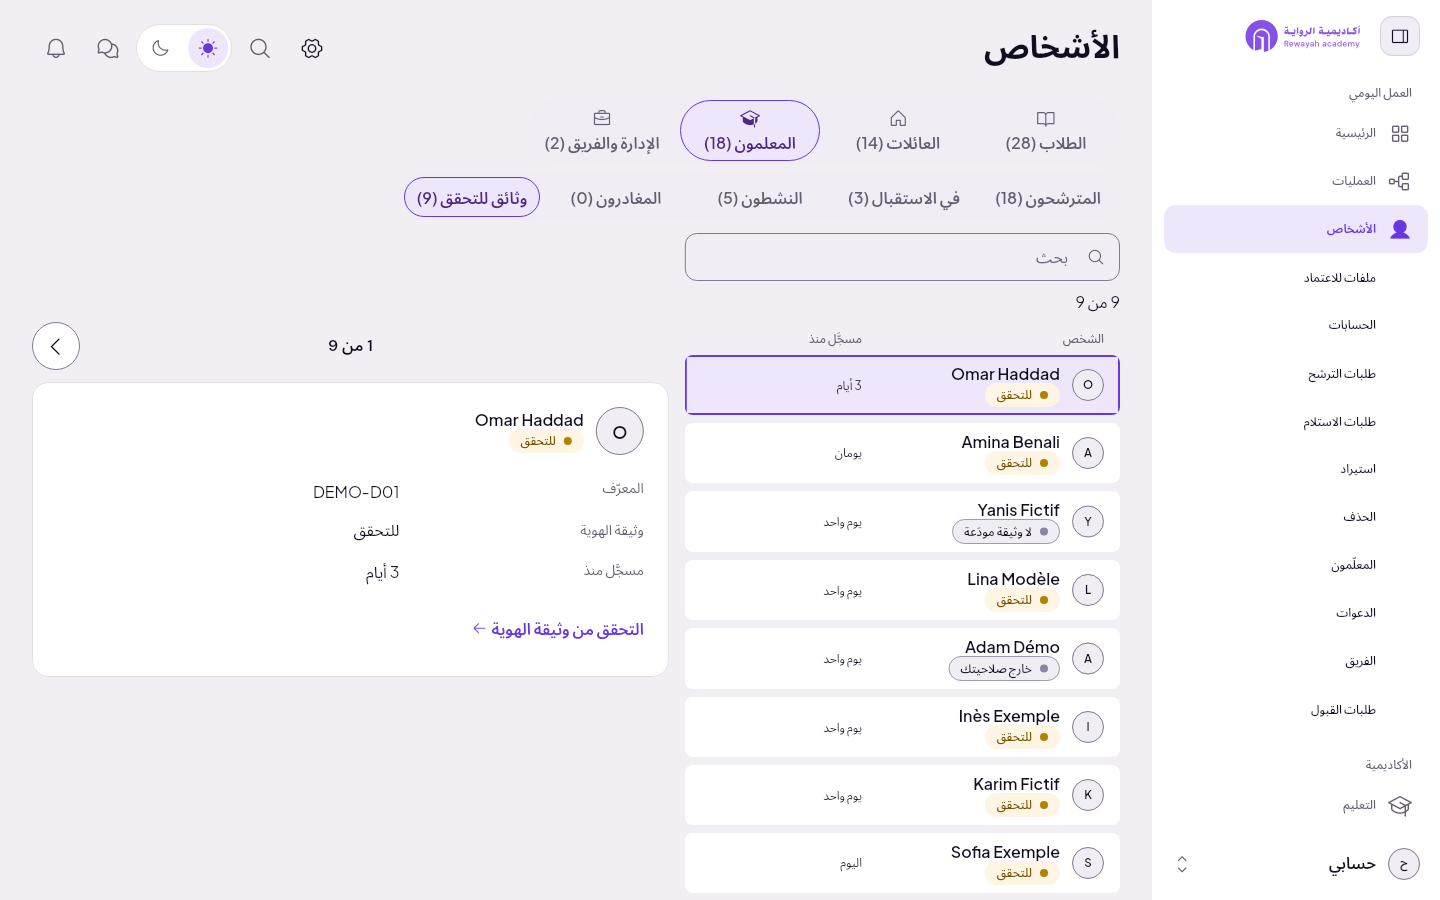 أكاديمية الرواية
Rewayah academy
العمل اليومي
الرئيسية
العمليات
الأشخاص
ملفات للاعتماد
الحسابات
طلبات الترشح
طلبات الاستلام
استيراد
الحذف
المعلّمون
الدعوات
الفريق
طلبات القبول
الأكاديمية
التعليم
ح
حسابي
الأشخاص
الطلاب (28)
العائلات (14)
المعلمون (18)
الإدارة والفريق (2)
المترشحون (18)
في الاستقبال (3)
النشطون (5)
المغادرون (0)
وثائق للتحقق (9)
بحث
9 من 9
الشخص
مسجَّل منذ
O
Omar Haddad
للتحقق
3 أيام
A
Amina Benali
للتحقق
يومان
Y
Yanis Fictif
لا وثيقة مودَعة
يوم واحد
L
Lina Modèle
للتحقق
يوم واحد
A
Adam Démo
خارج صلاحيتك
يوم واحد
I
Inès Exemple
للتحقق
يوم واحد
K
Karim Fictif
للتحقق
يوم واحد
S
Sofia Exemple
للتحقق
اليوم
1 من 9
O
Omar Haddad
للتحقق
المعرّف
DEMO-D01
وثيقة الهوية
للتحقق
مسجَّل منذ
3 أيام
التحقق من وثيقة الهوية ←